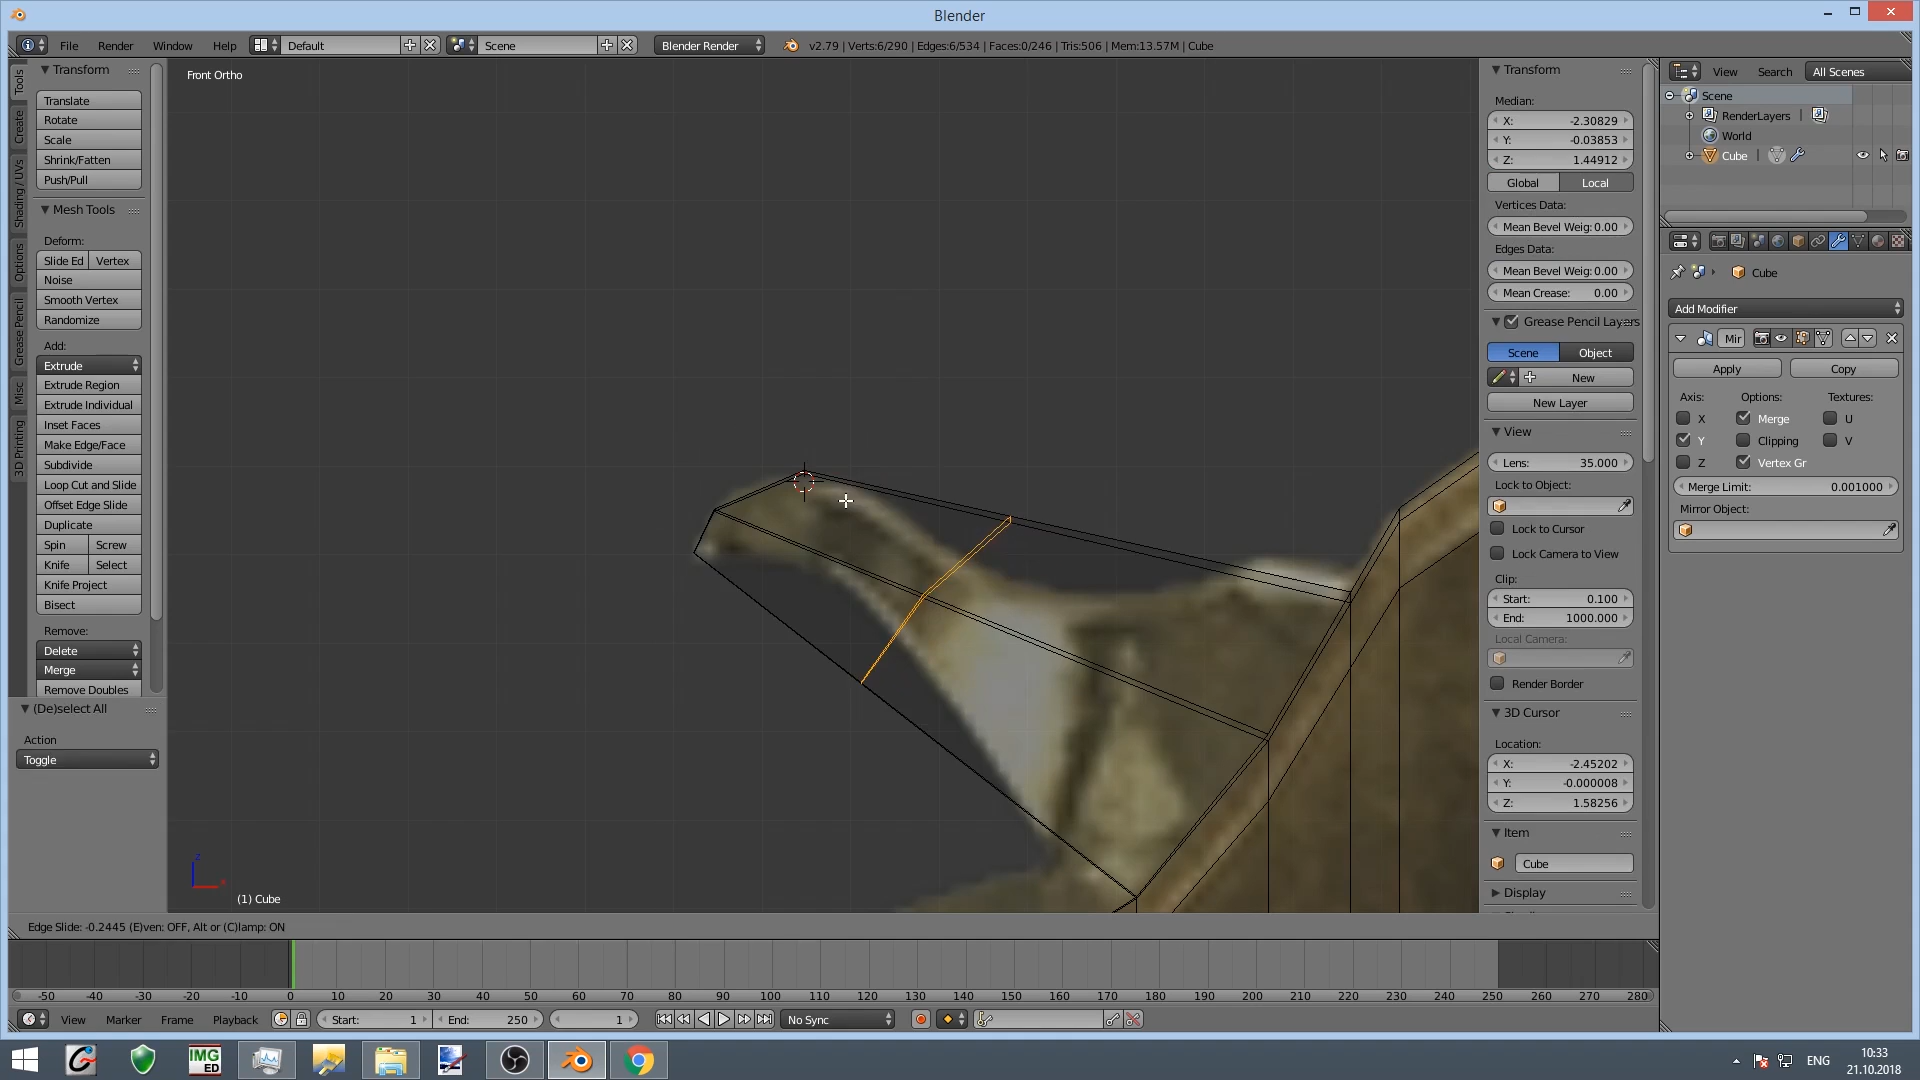 Blender
File Render Window Help Default Scene Blender Render v2.79 | Verts:6/290 | Edges:6/534 | Faces:0/246 | Tris:506 | Mem:13.57M | Cube
Tools
Create
Shading / UVs
Options
Grease Pencil
Misc
3D Printing
Transform
Translate
Rotate
Scale
Shrink/Fatten
Push/Pull
Mesh Tools
Deform:
Slide Ed Vertex
Noise
Smooth Vertex
Randomize
Add:
Extrude
Extrude Region
Extrude Individual
Inset Faces
Make Edge/Face
Subdivide
Loop Cut and Slide
Offset Edge Slide
Duplicate
Spin Screw
Knife Select
Knife Project
Bisect
Remove:
Delete
Merge
Remove Doubles
(De)select All
Action
Toggle
Front Ortho
z
x
(1) Cube
Edge Slide: -0.2445 (E)ven: OFF, Alt or (C)lamp: ON
Transform
Median:
X: -2.30829
Y: -0.03853
Z: 1.44912
Global Local
Vertices Data:
Mean Bevel Weig: 0.00
Edges Data:
Mean Bevel Weig: 0.00
Mean Crease: 0.00
Grease Pencil Layers
Scene Object
New
New Layer
View
Lens: 35.000
Lock to Object:
Lock to Cursor
Lock Camera to View
Clip:
Start: 0.100
End: 1000.000
Local Camera:
Render Border
3D Cursor
Location:
X: -2.45202
Y: -0.000008
Z: 1.58256
Item
Cube
Display
View Search All Scenes
Scene
RenderLayers |
World
Cube |
Cube
Add Modifier
Mir
Apply Copy
Axis: Options: Textures:
X Merge U
Y Clipping V
Z Vertex Gr
Merge Limit: 0.001000
Mirror Object:
-50 -40 -30 -20 -10 0 10 20 30 40 50 60 70 80 90 100 110 120 130 140 150 160 170 180 190 200 210 220 230 240 250 260 270 280
View Marker Frame Playback Start: 1 End: 250 1 No Sync
IMG
ED
ENG
10:33
21.10.2018